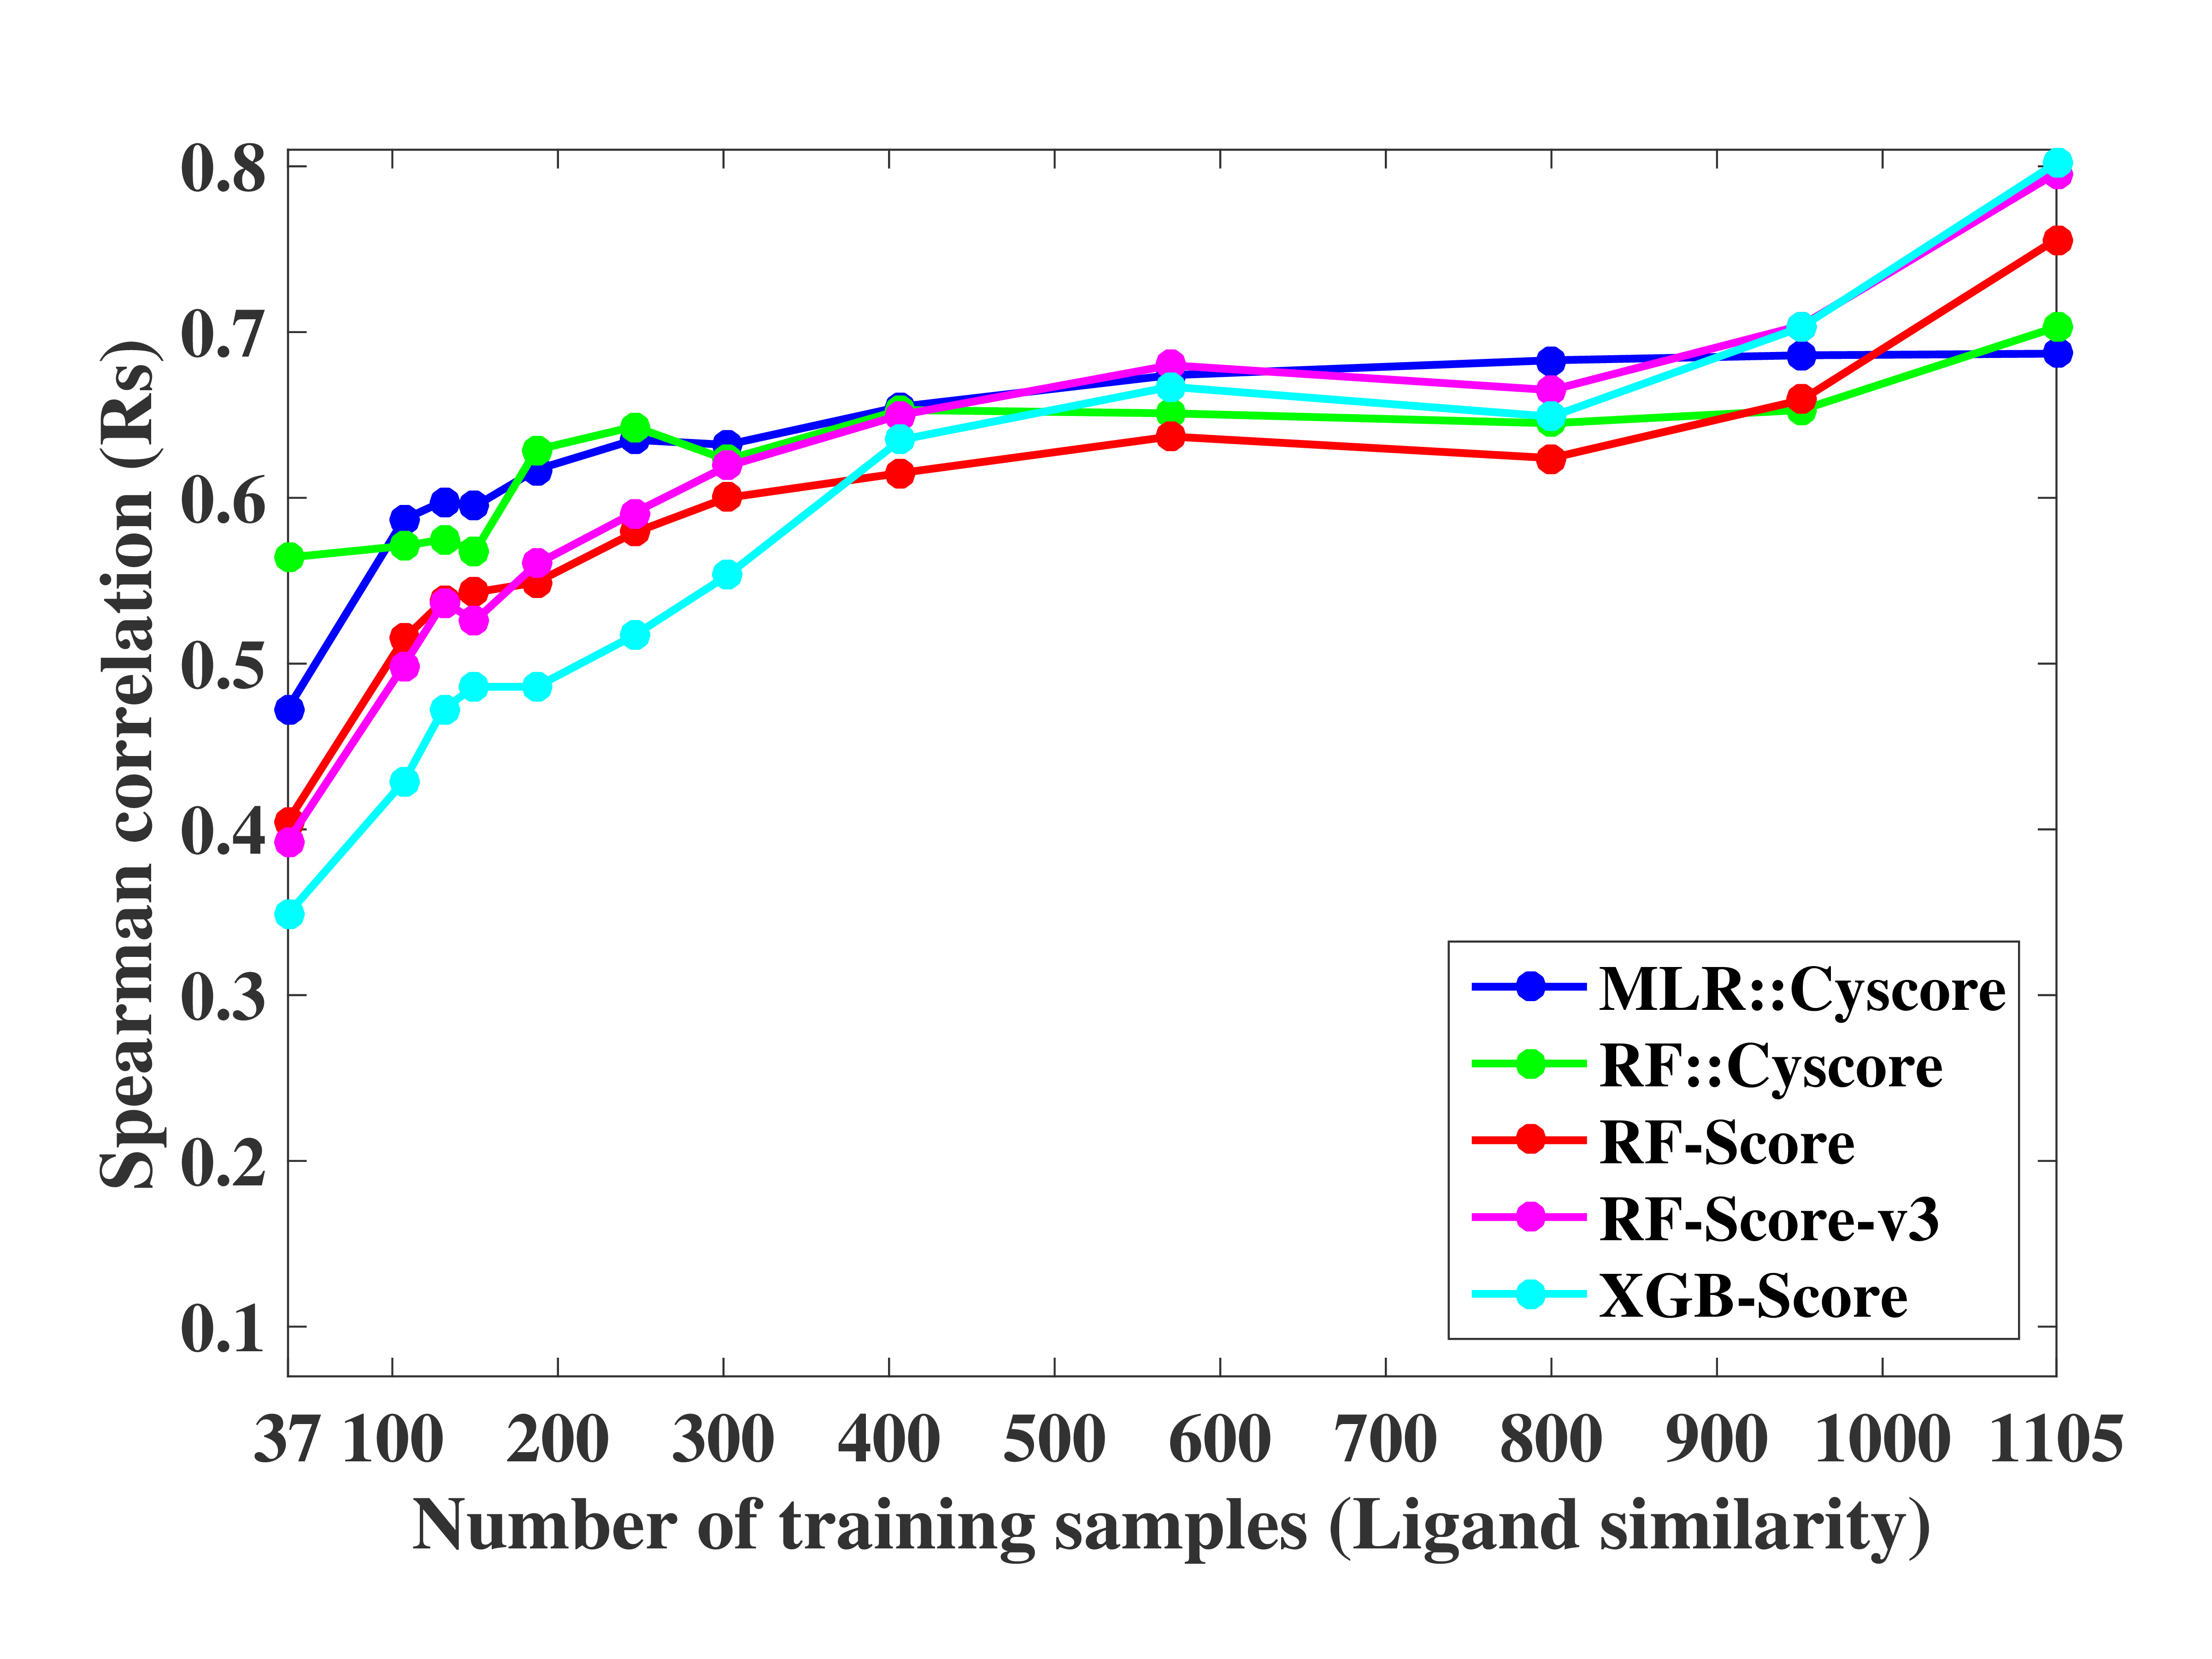 Spearman correlation (Rs)
0.8
0.7
0.6
0.5
0.4
0.3
0.2
0.1
MLR::Cyscore
RF::Cyscore
RF-Score
RF-Score-v3
XGB-Score
37 100 200 300 400 500 600 700 800 900 1000 1105
Number of training samples (Ligand similarity)